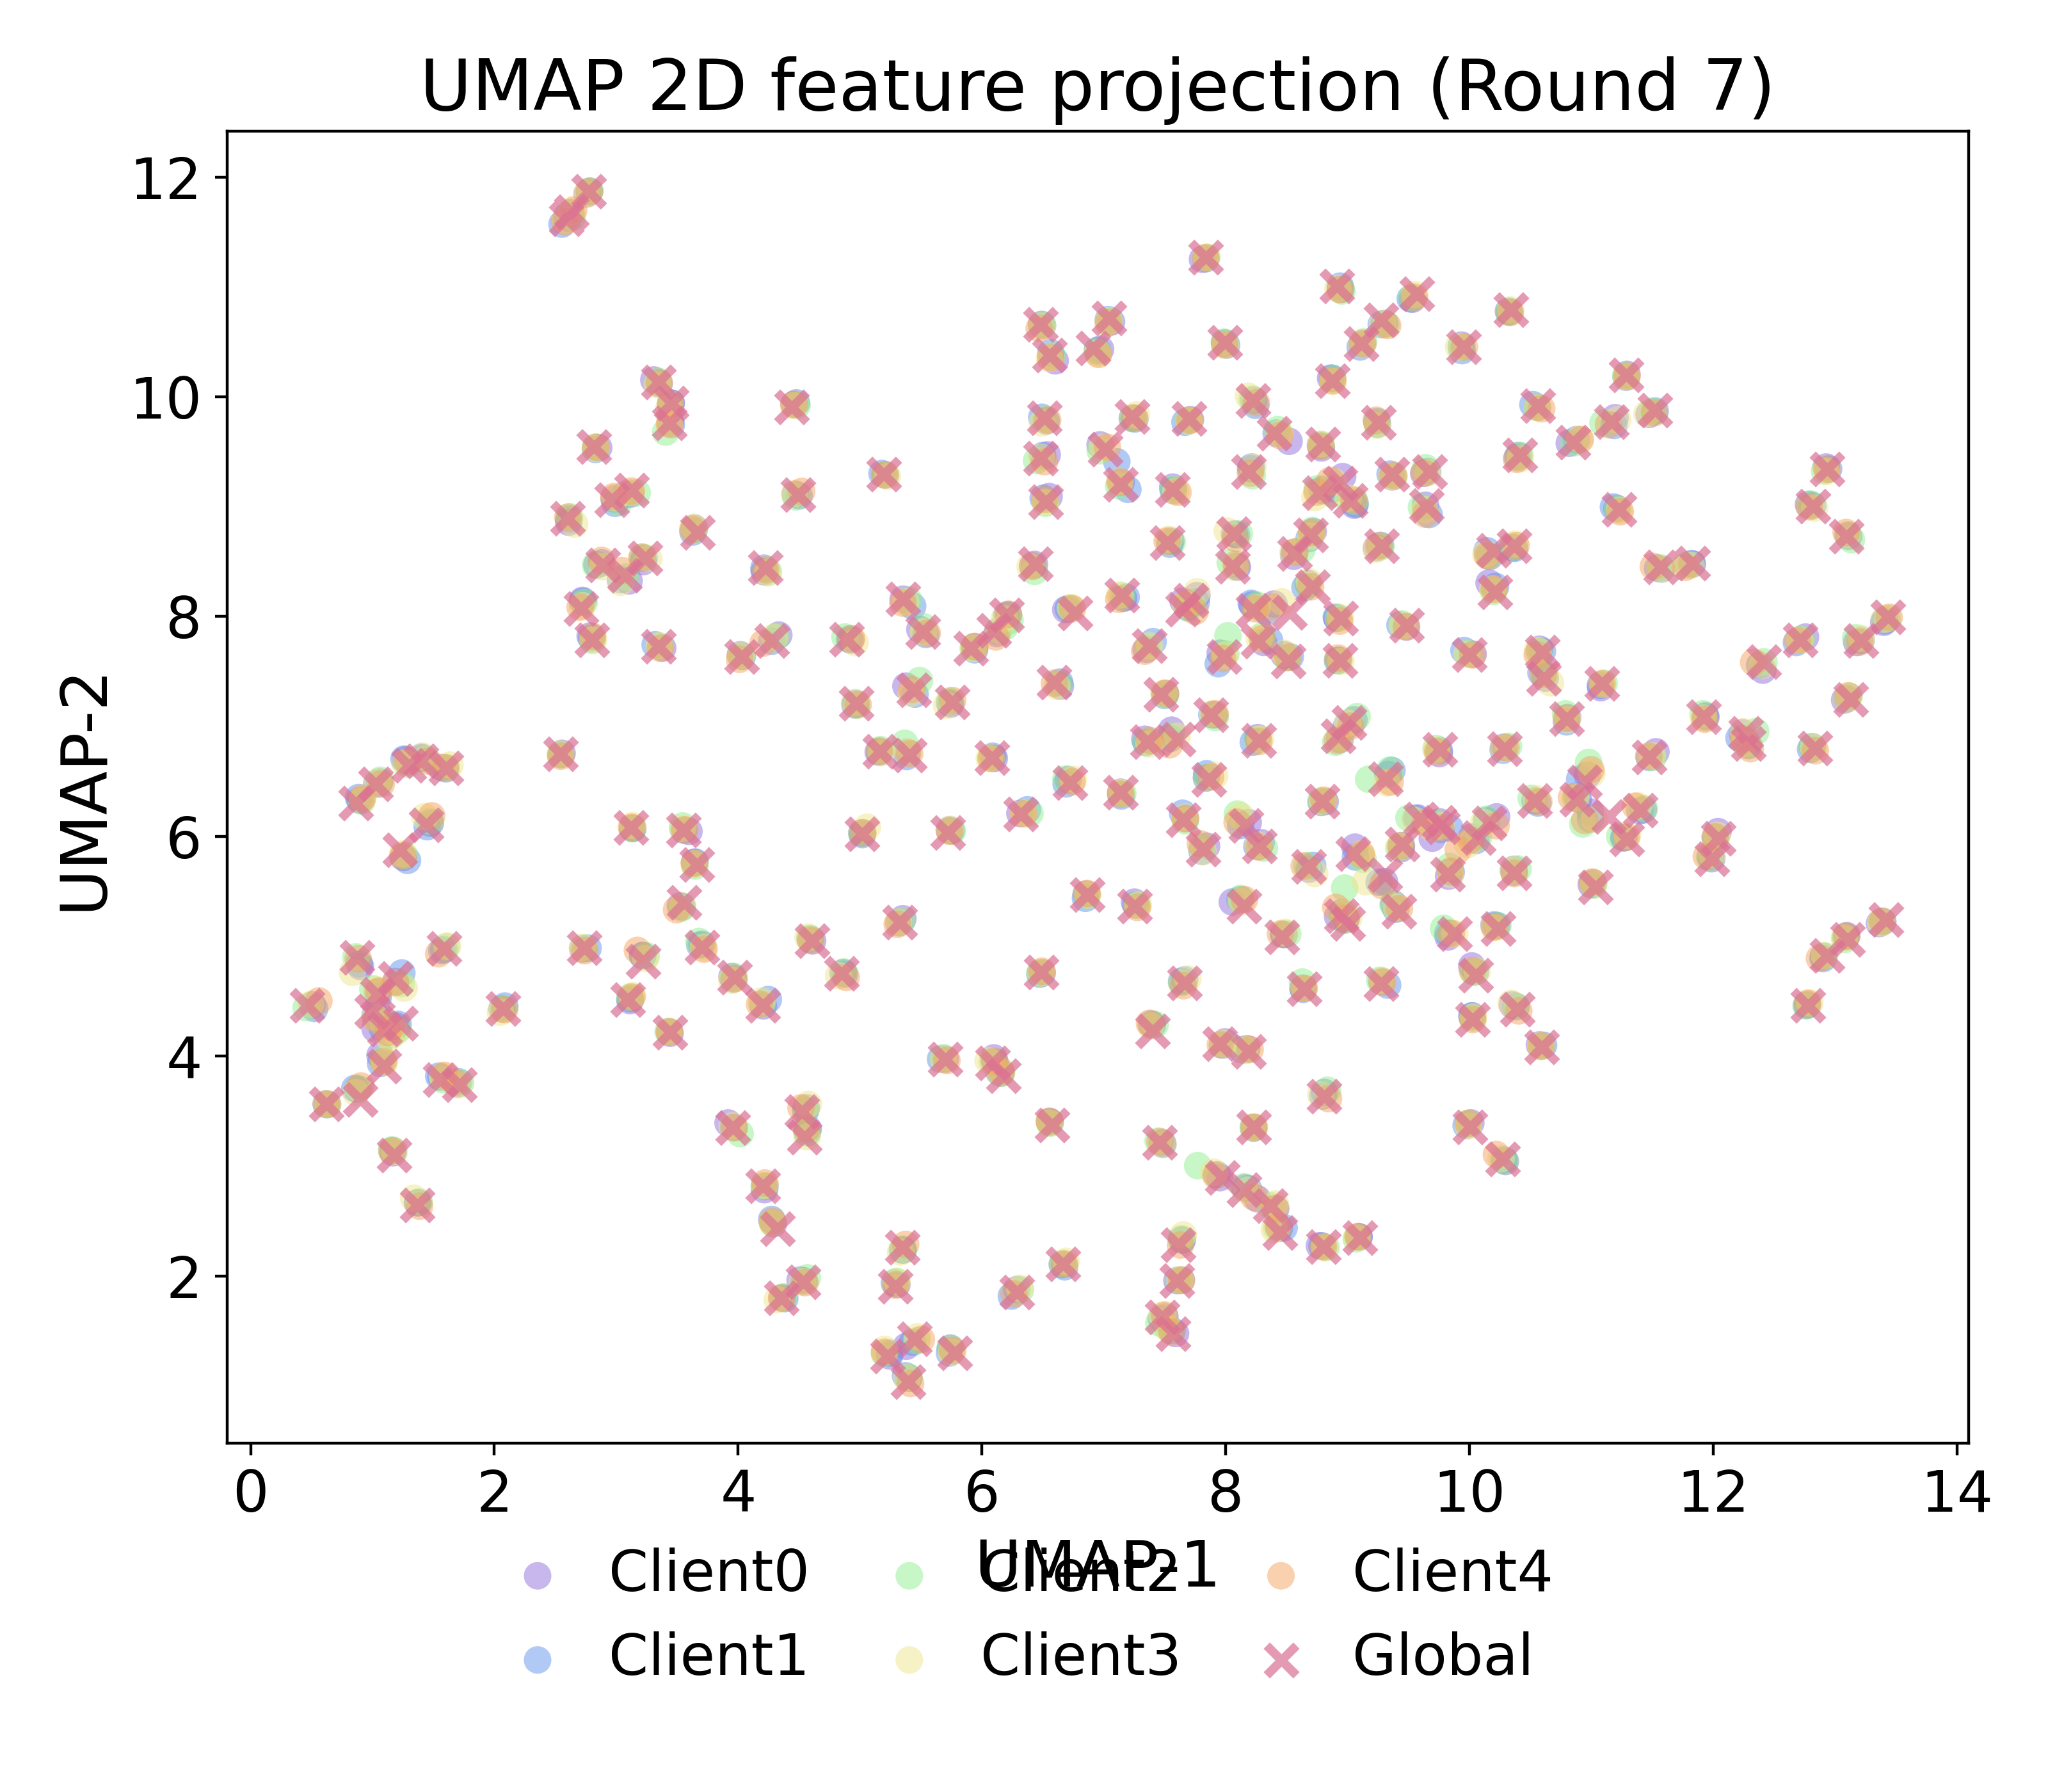 UMAP 2D feature projection (Round 7)
12
10
8
6
4
2
UMAP-2
0 2 4 6 8 10 12 14
UMAP-1
Client0 Client2 Client4
Client1 Client3 Global